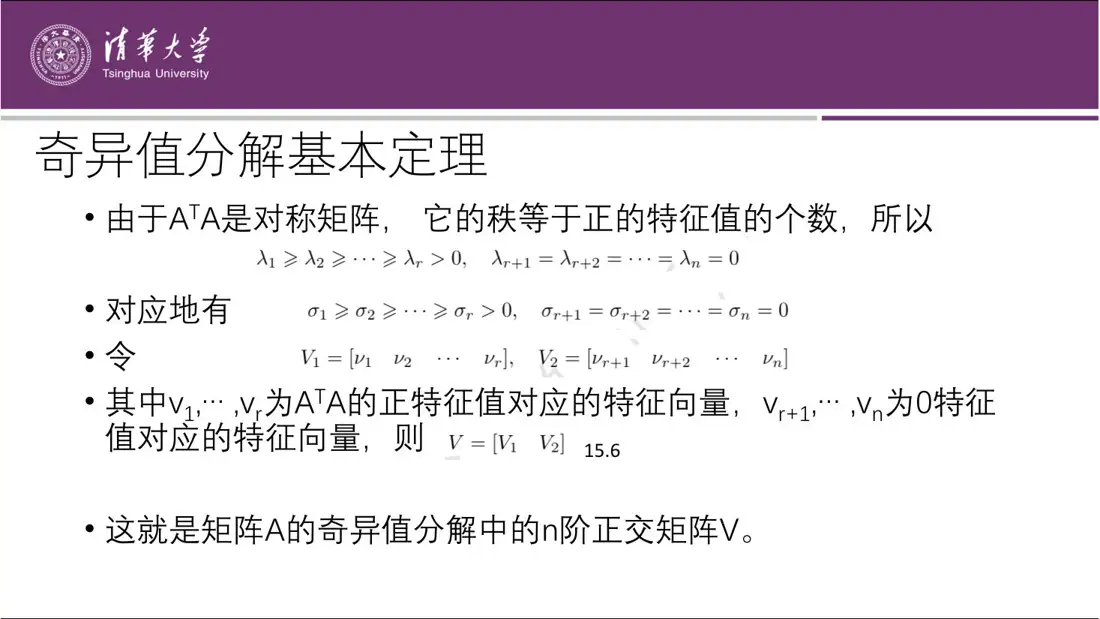 清华大学
Tsinghua University
奇异值分解基本定理
• 由于AᵀA是对称矩阵， 它的秩等于正的特征值的个数，所以
λ₁ ⩾ λ₂ ⩾ ··· ⩾ λᵣ > 0, λᵣ₊₁ = λᵣ₊₂ = ··· = λₙ = 0
• 对应地有 σ₁ ⩾ σ₂ ⩾ ··· ⩾ σᵣ > 0, σᵣ₊₁ = σᵣ₊₂ = ··· = σₙ = 0
• 令 V₁ = [ν₁ ν₂ ··· νᵣ], V₂ = [νᵣ₊₁ νᵣ₊₂ ··· νₙ]
• 其中v₁,··· ,vᵣ为AᵀA的正特征值对应的特征向量，vᵣ₊₁,··· ,vₙ为0特征
值对应的特征向量，则 V = [V₁ V₂] 15.6
• 这就是矩阵A的奇异值分解中的n阶正交矩阵V。